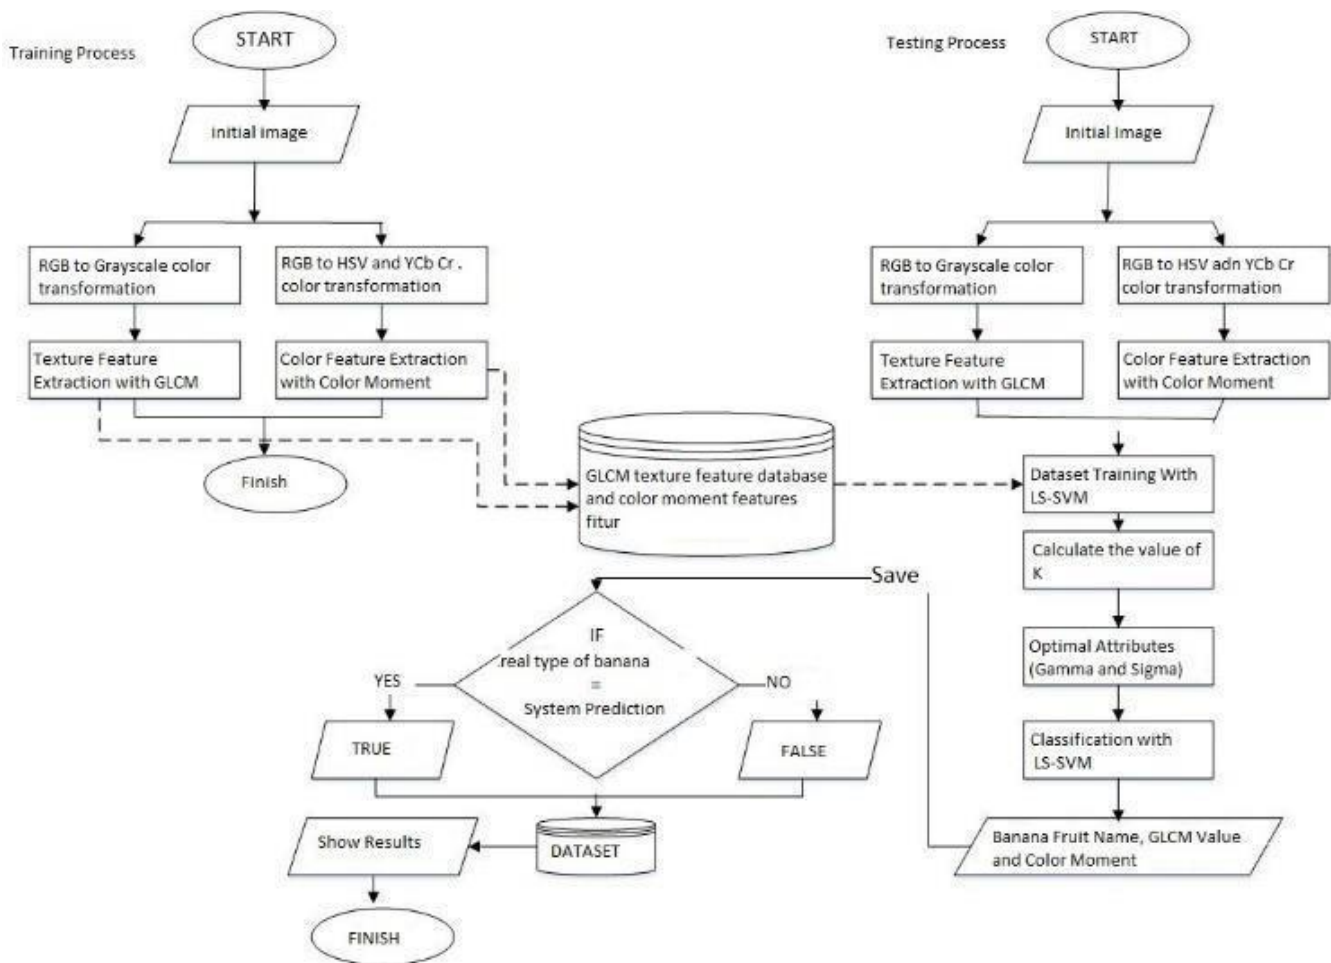 Training Process
START
Initial image
RGB to Grayscale color
transformation
RGB to HSV and YCb Cr .
color transformation
Texture Feature
Extraction with GLCM
Color Feature Extraction
with Color Moment
Finish
GLCM texture feature database
and color moment features
fitur
Testing Process
START
Initial Image
RGB to Grayscale color
transformation
RGB to HSV adn YCb Cr
color transformation
Texture Feature
Extraction with GLCM
Color Feature Extraction
with Color Moment
Dataset Training With
LS-SVM
Calculate the value of
K
Optimal Attributes
(Gamma and Sigma)
Classification with
LS-SVM
Banana Fruit Name, GLCM Value
and Color Moment
Save
IF
real type of banana
=
System Prediction
YES
NO
TRUE
FALSE
DATASET
Show Results
FINISH